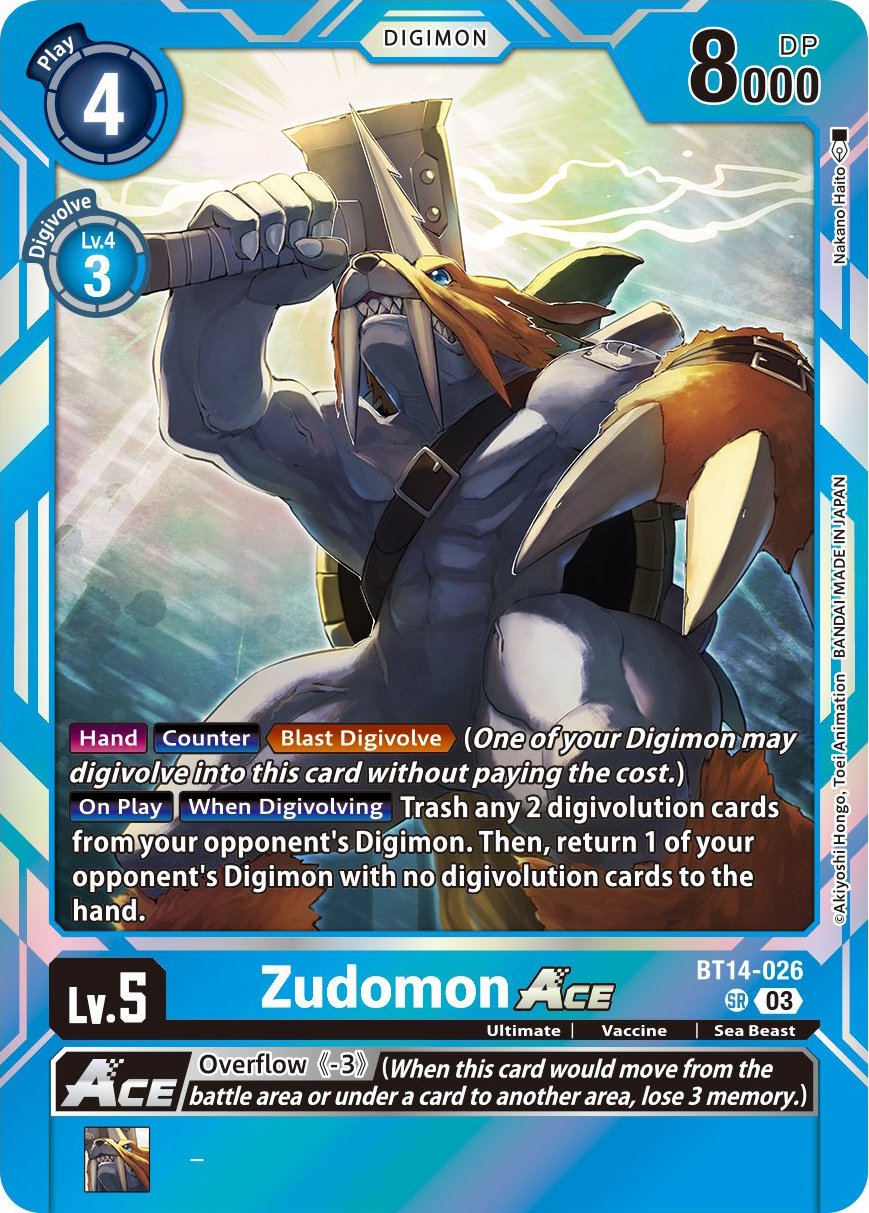 DIGIMON
Play
4
DP
8000
Digivolve
Lv.4
3
Nakano Haito
Hand Counter Blast Digivolve (One of your Digimon may
digivolve into this card without paying the cost.)
On Play When Digivolving Trash any 2 digivolution cards
from your opponent's Digimon. Then, return 1 of your
opponent's Digimon with no digivolution cards to the
hand.
©Akiyoshi Hongo, Toei Animation BANDAI MADE IN JAPAN
Lv.5
Zudomon ACE
BT14-026
SR 03
Ultimate | Vaccine | Sea Beast
ACE
Overflow 《-3》 (When this card would move from the
battle area or under a card to another area, lose 3 memory.)
–